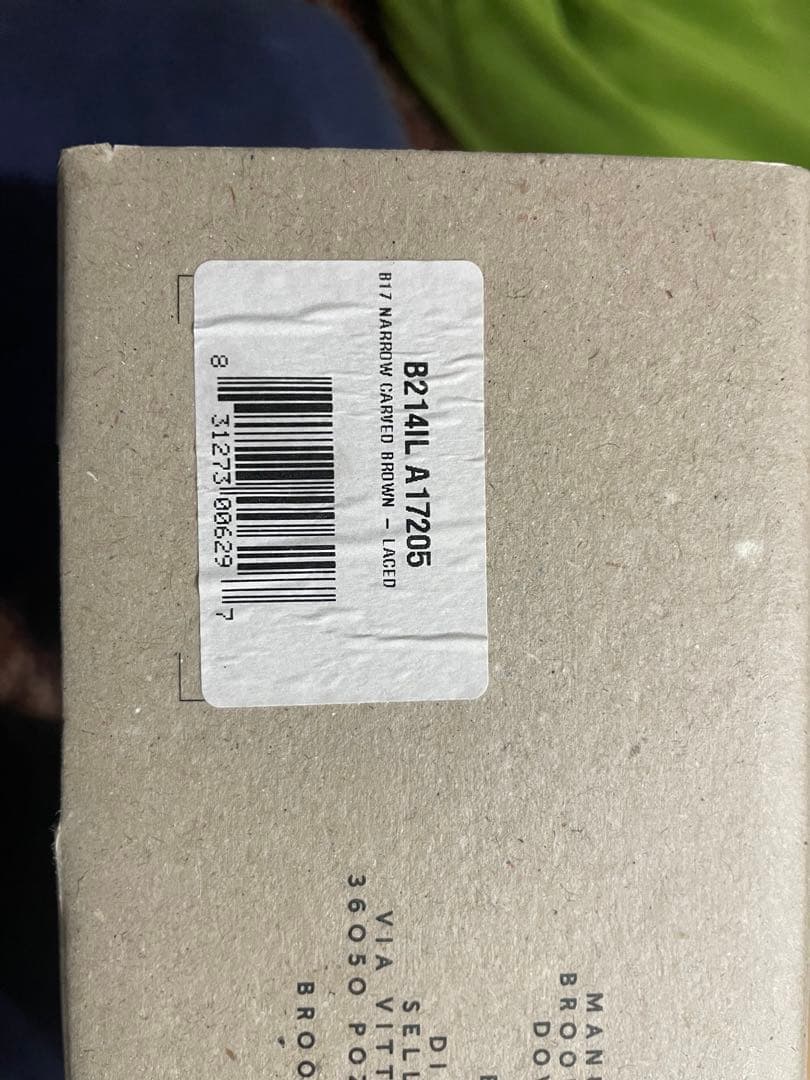 B214IL A17205
B17 NARROW CARVED BROWN - LACED
8 31273 00629 7
MAN
BROO
DO
DI
SELL
VIA VITT
36050 POZ
BROO